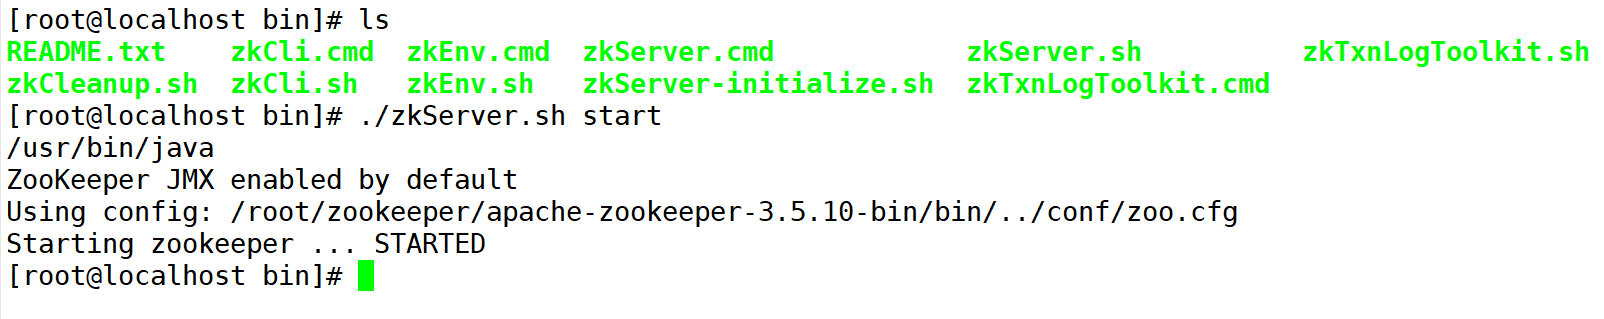 [root@localhost bin]# ls
README.txt    zkCli.cmd  zkEnv.cmd  zkServer.cmd            zkServer.sh          zkTxnLogToolkit.sh
zkCleanup.sh  zkCli.sh   zkEnv.sh   zkServer-initialize.sh  zkTxnLogToolkit.cmd
[root@localhost bin]# ./zkServer.sh start
/usr/bin/java
ZooKeeper JMX enabled by default
Using config: /root/zookeeper/apache-zookeeper-3.5.10-bin/bin/../conf/zoo.cfg
Starting zookeeper ... STARTED
[root@localhost bin]#